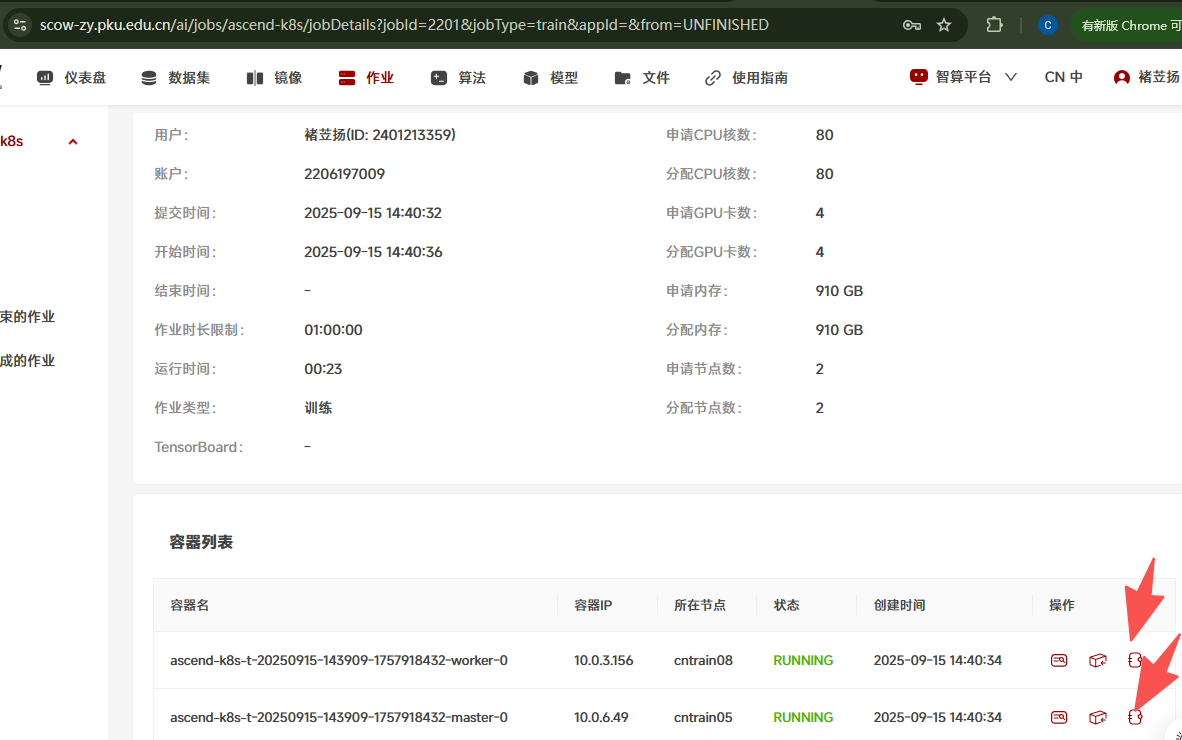 scow-zy.pku.edu.cn/ai/jobs/ascend-k8s/jobDetails?jobId=2201&jobType=train&appId=&from=UNFINISHED
C
有新版 Chrome 可
仪表盘 数据集 镜像 作业 算法 模型 文件 使用指南 智算平台 CN 中 褚苙扬
k8s
束的作业
成的作业
用户: 褚苙扬(ID: 2401213359) 申请CPU核数: 80
账户: 2206197009 分配CPU核数: 80
提交时间: 2025-09-15 14:40:32 申请GPU卡数: 4
开始时间: 2025-09-15 14:40:36 分配GPU卡数: 4
结束时间: - 申请内存: 910 GB
作业时长限制: 01:00:00 分配内存: 910 GB
运行时间: 00:23 申请节点数: 2
作业类型: 训练 分配节点数: 2
TensorBoard: -
容器列表
容器名 容器IP 所在节点 状态 创建时间 操作
ascend-k8s-t-20250915-143909-1757918432-worker-0 10.0.3.156 cntrain08 RUNNING 2025-09-15 14:40:34
ascend-k8s-t-20250915-143909-1757918432-master-0 10.0.6.49 cntrain05 RUNNING 2025-09-15 14:40:34